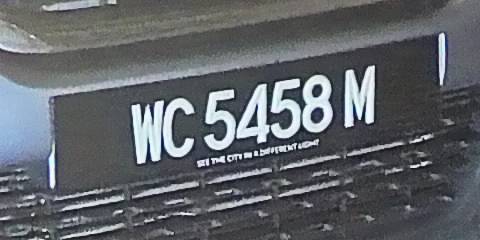 WC 5458 M
SEE THE CITY IN A DIFFERENT LIGHT